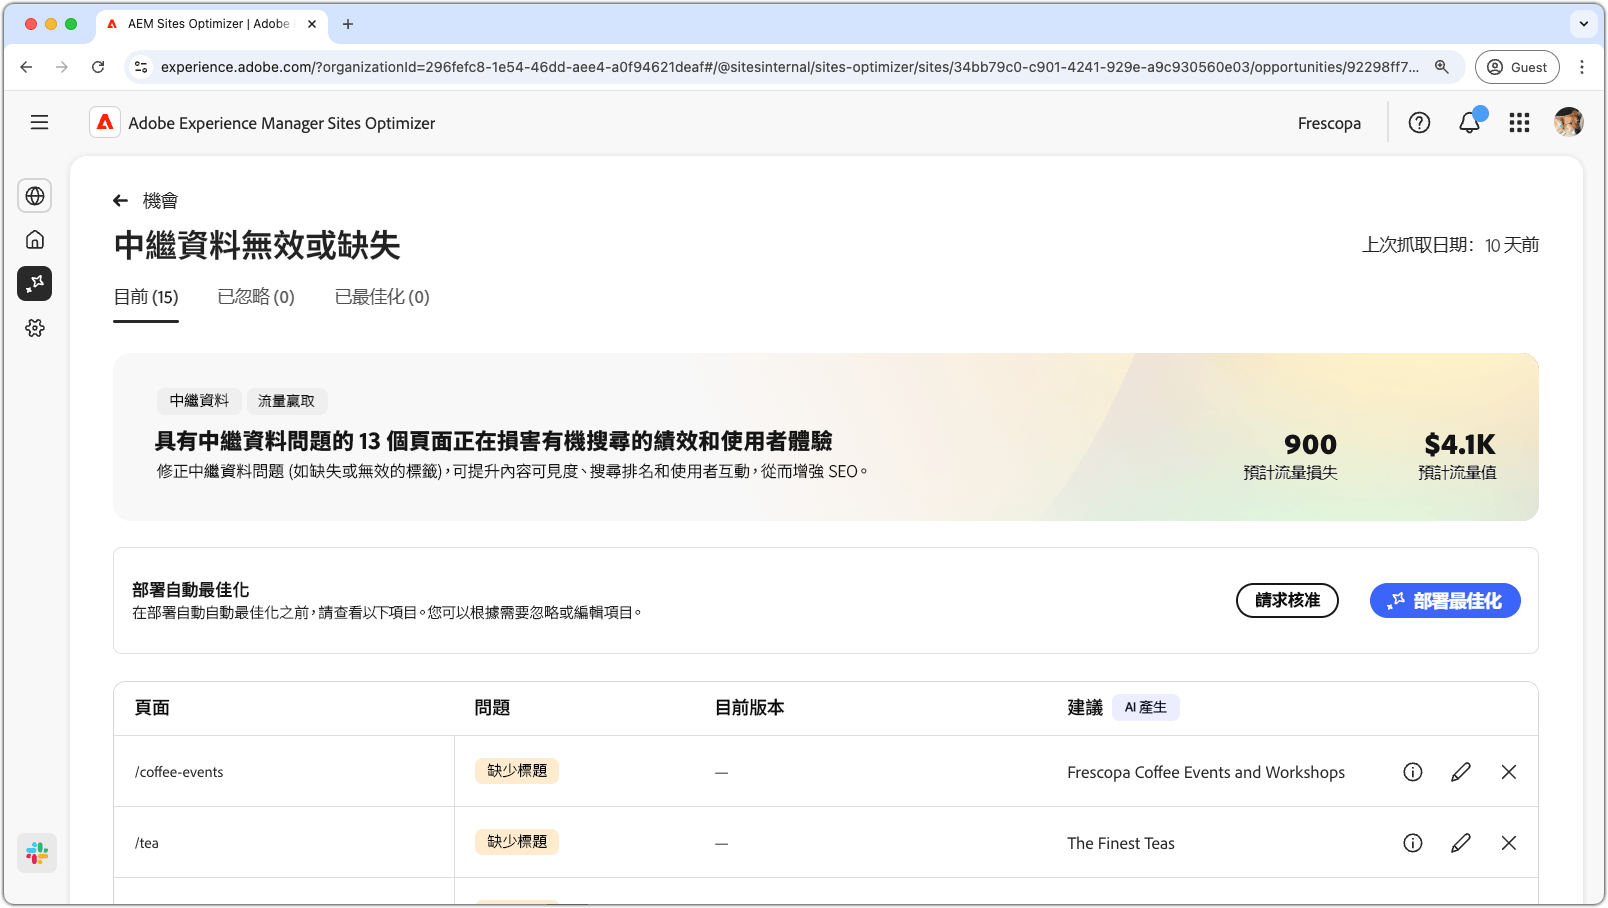 AEM Sites Optimizer | Adobe
experience.adobe.com/?organizationId=296fefc8-1e54-46dd-aee4-a0f94621deaf#/@sitesinternal/sites-optimizer/sites/34bb79c0-c901-4241-929e-a9c930560e03/opportunities/92298ff7...
Guest
Adobe Experience Manager Sites Optimizer
Frescopa
機會
中繼資料無效或缺失
上次抓取日期： 10 天前
目前 (15)
已忽略 (0)
已最佳化 (0)
中繼資料
流量贏取
具有中繼資料問題的 13 個頁面正在損害有機搜尋的績效和使用者體驗
修正中繼資料問題 (如缺失或無效的標籤)，可提升內容可見度、搜尋排名和使用者互動，從而增強 SEO。
900
預計流量損失
$4.1K
預計流量值
部署自動最佳化
在部署自動自動最佳化之前，請查看以下項目。您可以根據需要忽略或編輯項目。
請求核准
部署最佳化
頁面
問題
目前版本
建議
AI 產生
/coffee-events
缺少標題
—
Frescopa Coffee Events and Workshops
/tea
缺少標題
—
The Finest Teas